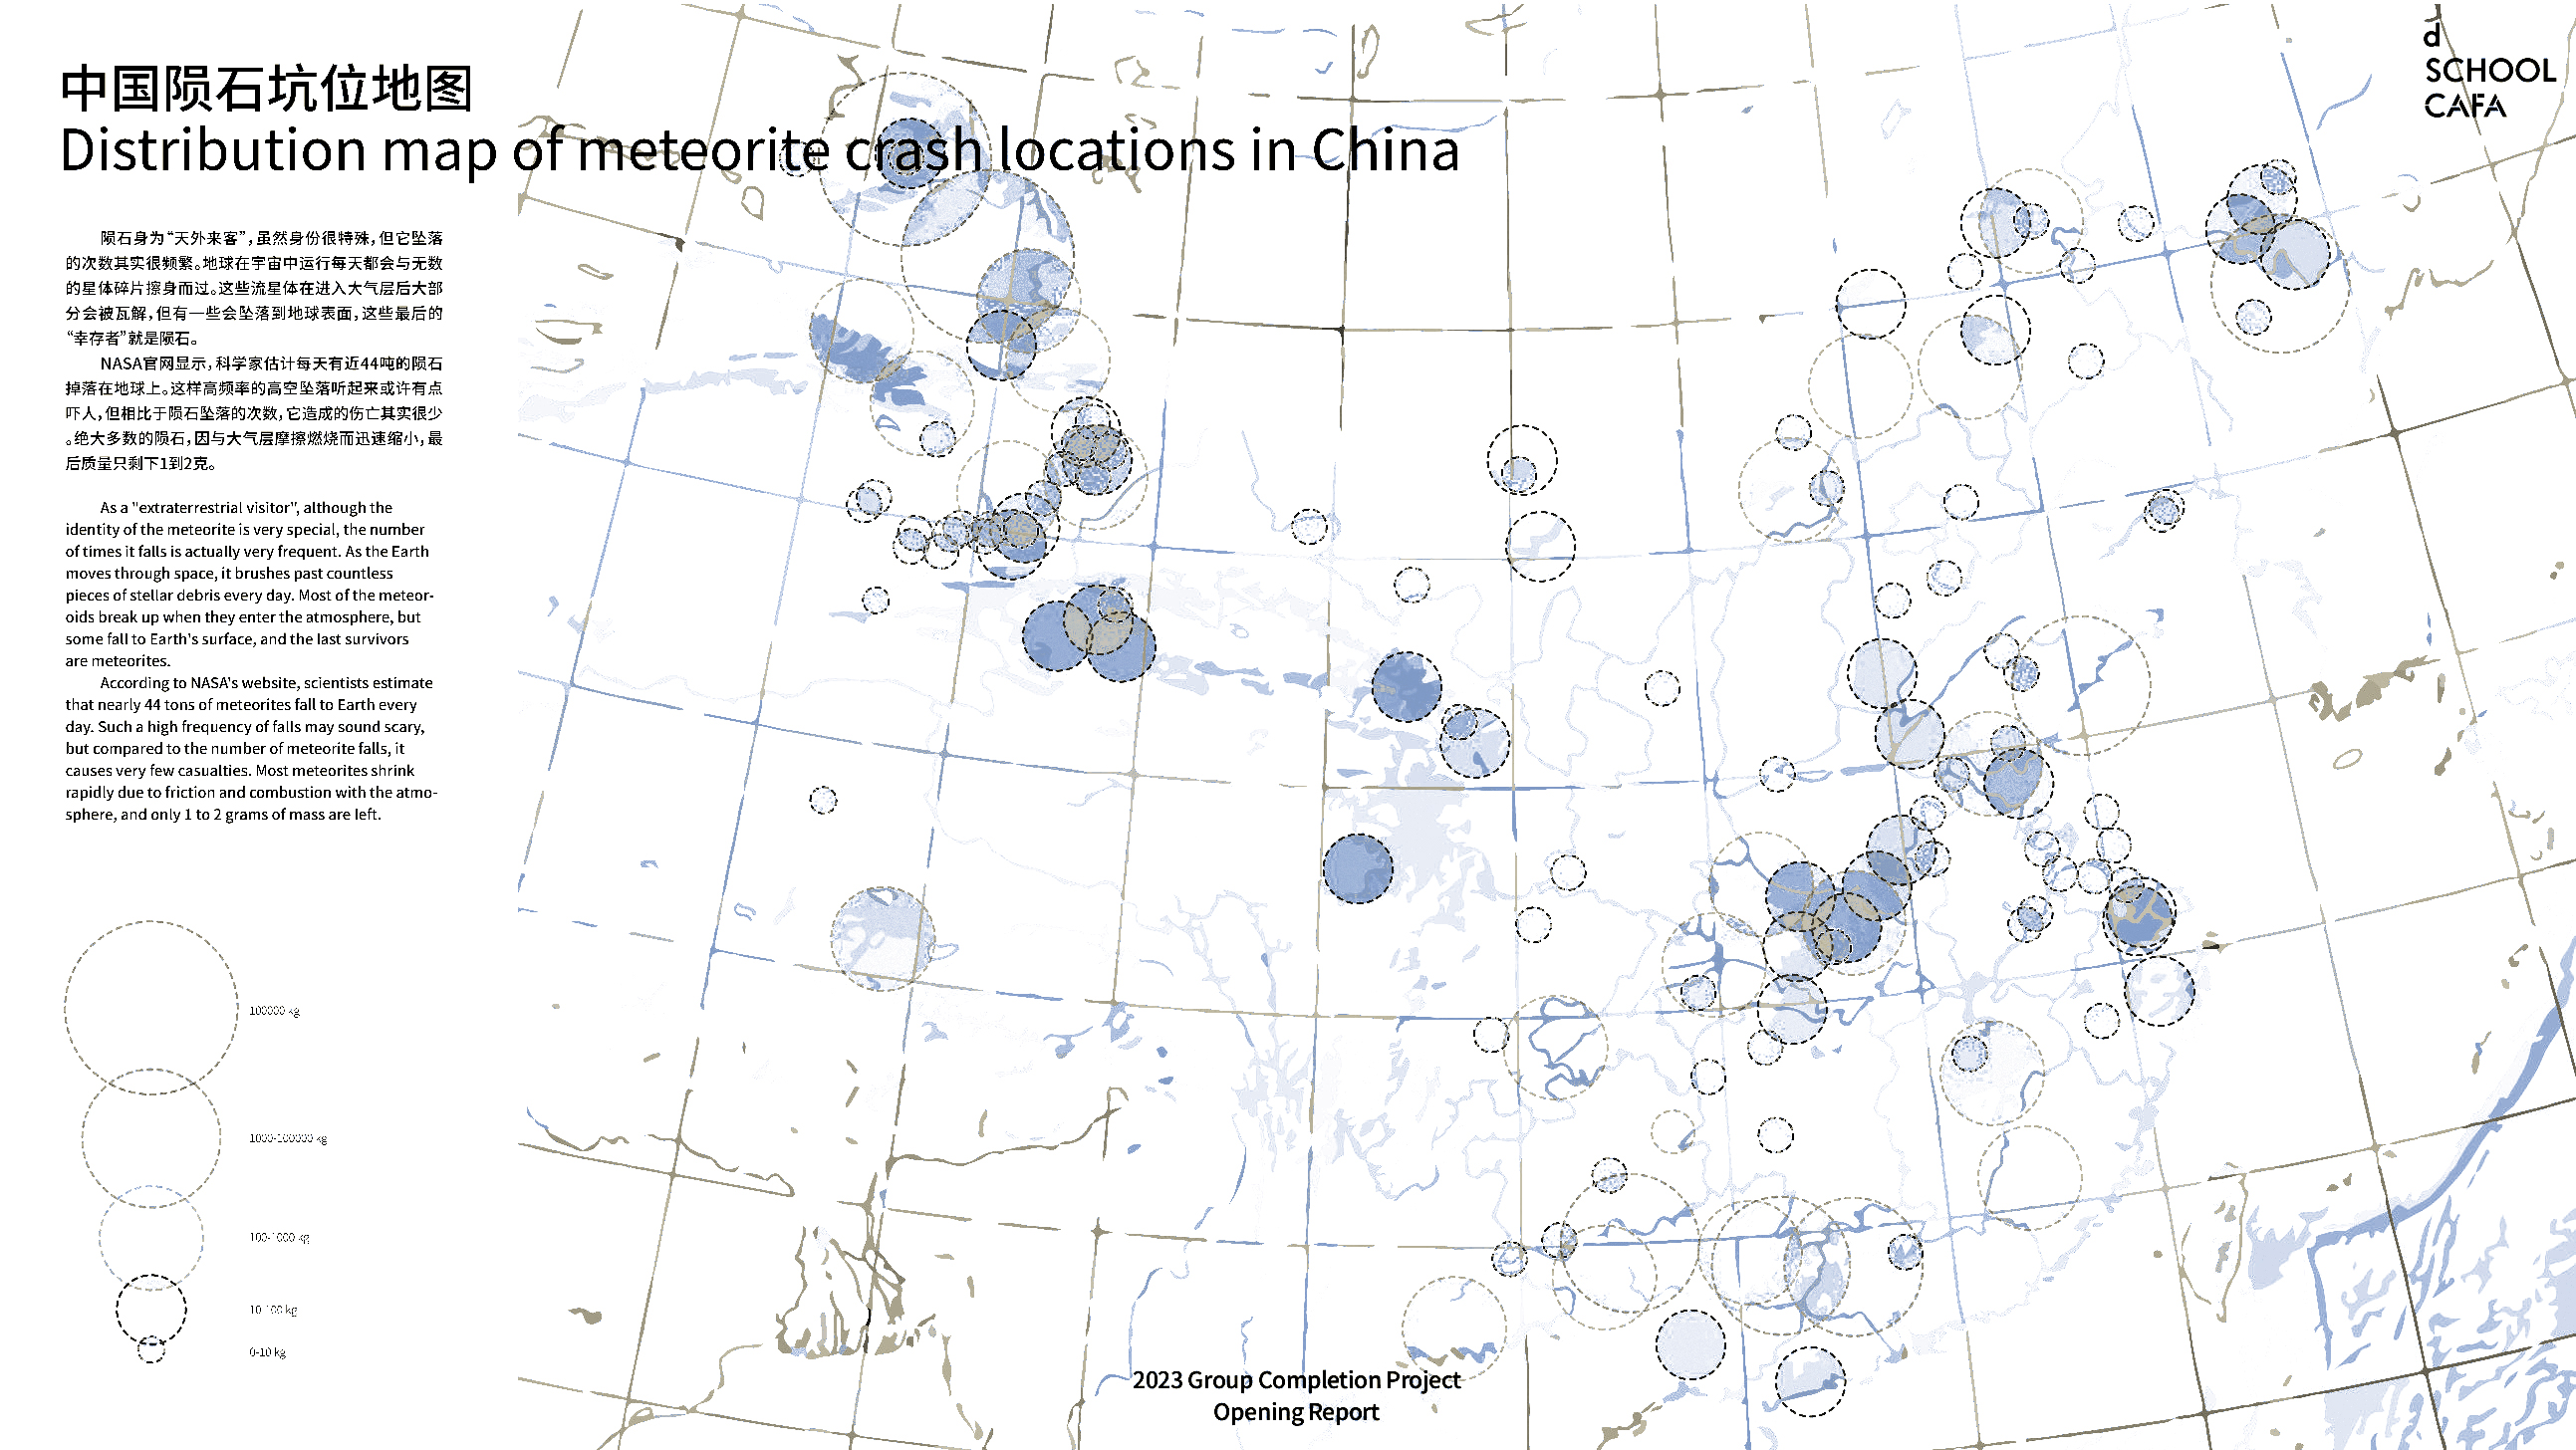 中国陨石坑位地图
Distribution map of meteorite crash locations in China
d
SCHOOL
CAFA
陨石身为“天外来客”，虽然身份很特殊，但它坠落
的次数其实很频繁。地球在宇宙中运行每天都会与无数
的星体碎片擦身而过。这些流星体在进入大气层后大部
分会被瓦解，但有一些会坠落到地球表面，这些最后的
“幸存者”就是陨石。
NASA官网显示，科学家估计每天有近44吨的陨石
掉落在地球上。这样高频率的高空坠落听起来或许有点
吓人，但相比于陨石坠落的次数，它造成的伤亡其实很少
。绝大多数的陨石，因与大气层摩擦燃烧而迅速缩小，最
后质量只剩下1到2克。
As a "extraterrestrial visitor", although the
identity of the meteorite is very special, the number
of times it falls is actually very frequent. As the Earth
moves through space, it brushes past countless
pieces of stellar debris every day. Most of the meteor-
oids break up when they enter the atmosphere, but
some fall to Earth's surface, and the last survivors
are meteorites.
According to NASA's website, scientists estimate
that nearly 44 tons of meteorites fall to Earth every
day. Such a high frequency of falls may sound scary,
but compared to the number of meteorite falls, it
causes very few casualties. Most meteorites shrink
rapidly due to friction and combustion with the atmo-
sphere, and only 1 to 2 grams of mass are left.
100000 kg
1000-100000 kg
100-1000 kg
10-100 kg
0-10 kg
2023 Group Completion Project
Opening Report